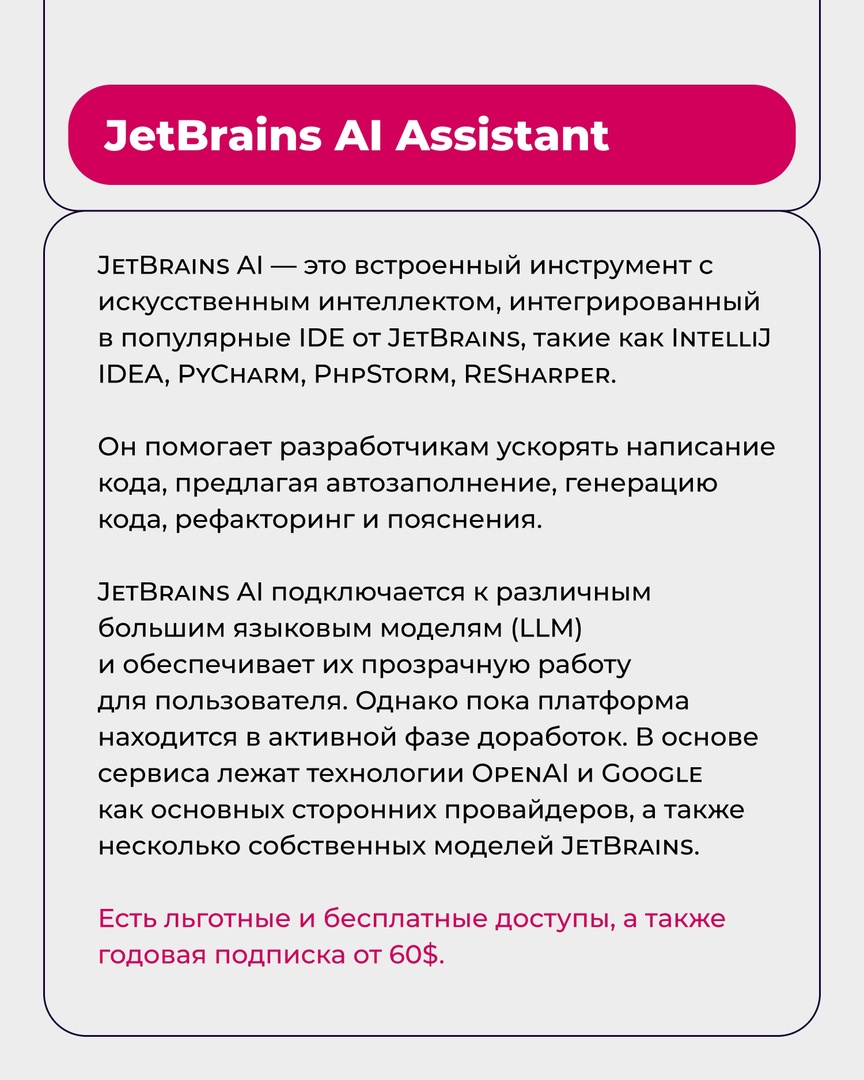 JetBrains AI Assistant
JetBrains AI — это встроенный инструмент с
искусственным интеллектом, интегрированный
в популярные IDE от JetBrains, такие как IntelliJ
IDEA, PyCharm, PhpStorm, ReSharper.
Он помогает разработчикам ускорять написание
кода, предлагая автозаполнение, генерацию
кода, рефакторинг и пояснения.
JetBrains AI подключается к различным
большим языковым моделям (LLM)
и обеспечивает их прозрачную работу
для пользователя. Однако пока платформа
находится в активной фазе доработок. В основе
сервиса лежат технологии OpenAI и Google
как основных сторонних провайдеров, а также
несколько собственных моделей JetBrains.
Есть льготные и бесплатные доступы, а также
годовая подписка от 60$.